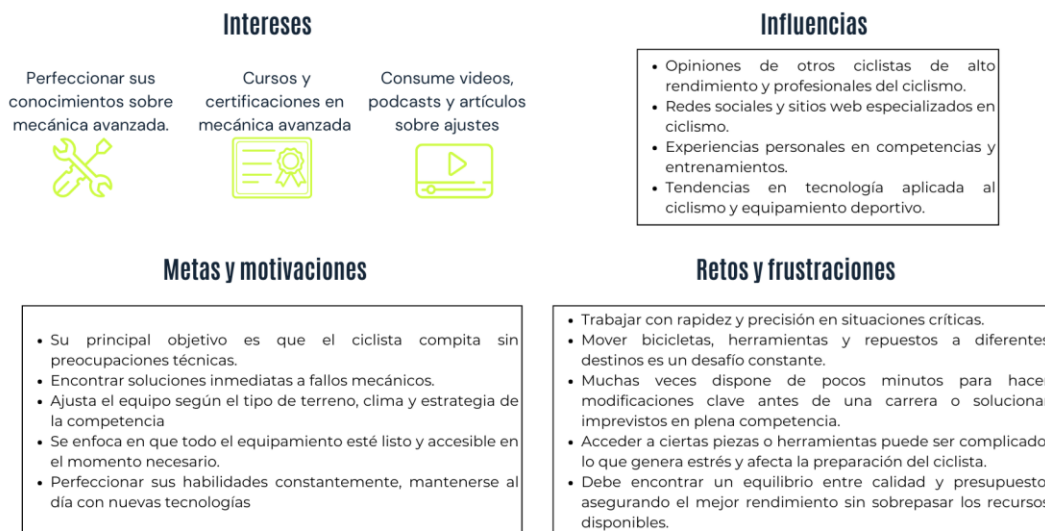 Intereses
Perfeccionar sus
conocimientos sobre
mecánica avanzada.
Cursos y
certificaciones en
mecánica avanzada
Consume videos,
podcasts y artículos
sobre ajustes
Influencias
• Opiniones de otros ciclistas de alto
rendimiento y profesionales del ciclismo.
• Redes sociales y sitios web especializados en
ciclismo.
• Experiencias personales en competencias y
entrenamientos.
• Tendencias en tecnología aplicada al
ciclismo y equipamiento deportivo.
Metas y motivaciones
• Su principal objetivo es que el ciclista compita sin
preocupaciones técnicas.
• Encontrar soluciones inmediatas a fallos mecánicos.
• Ajusta el equipo según el tipo de terreno, clima y estrategia de
la competencia
• Se enfoca en que todo el equipamiento esté listo y accesible en
el momento necesario.
• Perfeccionar sus habilidades constantemente, mantenerse al
día con nuevas tecnologías
Retos y frustraciones
• Trabajar con rapidez y precisión en situaciones críticas.
• Mover bicicletas, herramientas y repuestos a diferentes
destinos es un desafío constante.
• Muchas veces dispone de pocos minutos para hacer
modificaciones clave antes de una carrera o solucionar
imprevistos en plena competencia.
• Acceder a ciertas piezas o herramientas puede ser complicado
lo que genera estrés y afecta la preparación del ciclista.
• Debe encontrar un equilibrio entre calidad y presupuesto
asegurando el mejor rendimiento sin sobrepasar los recursos
disponibles.